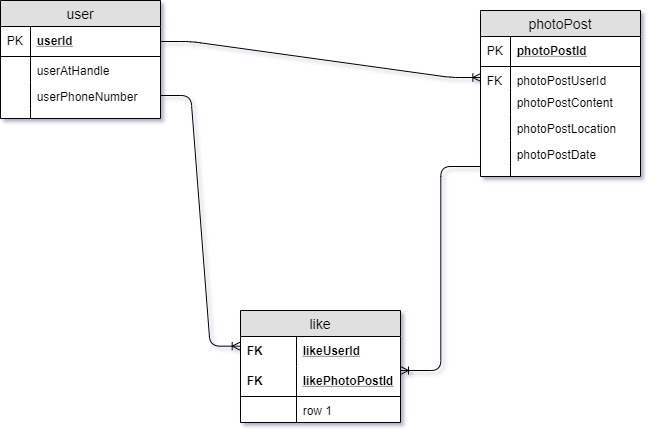 user
PK userId
userAtHandle
userPhoneNumber
photoPost
PK photoPostId
FK photoPostUserId
photoPostContent
photoPostLocation
photoPostDate
like
FK likeUserId
FK likePhotoPostId
row 1